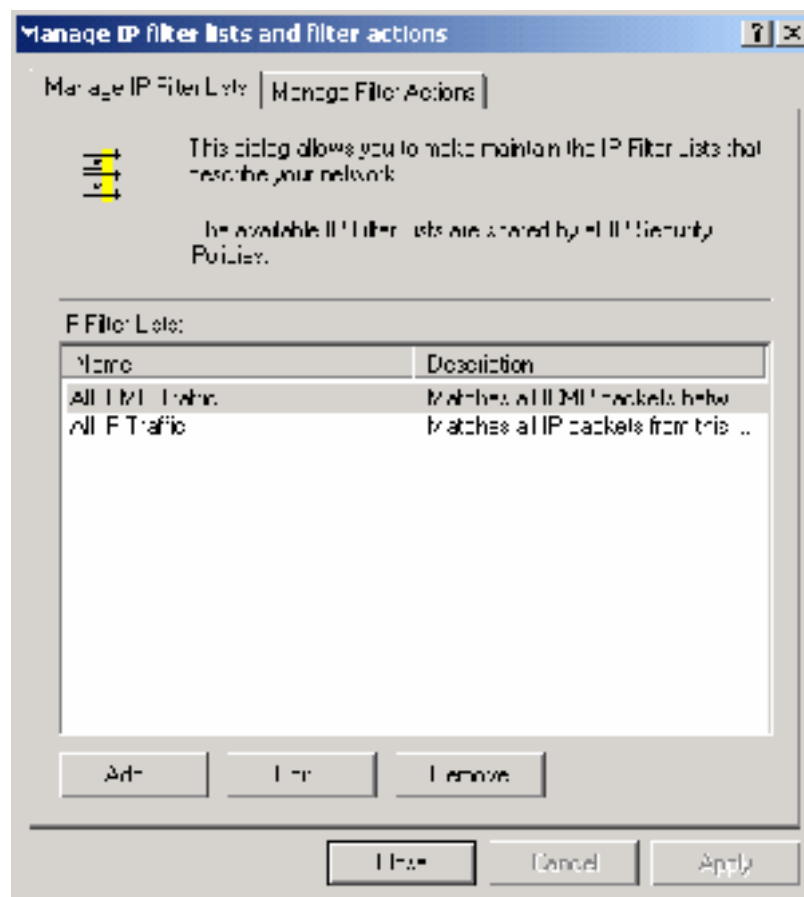 Manage IP filter lists and filter actions
Manage IP Filter Lists
Manage Filter Actions
This dialog allows you to make maintain the IP Filter Lists that
describe your network.
The available IP Filter Lists are shared by all IP Security
Policies.
IP Filter Lists:
Name
Description
All ICMP Traffic
Matches all ICMP packets betw...
All IP Traffic
Matches all IP packets from this ...
Add...
Edit...
Remove
Close
Cancel
Apply